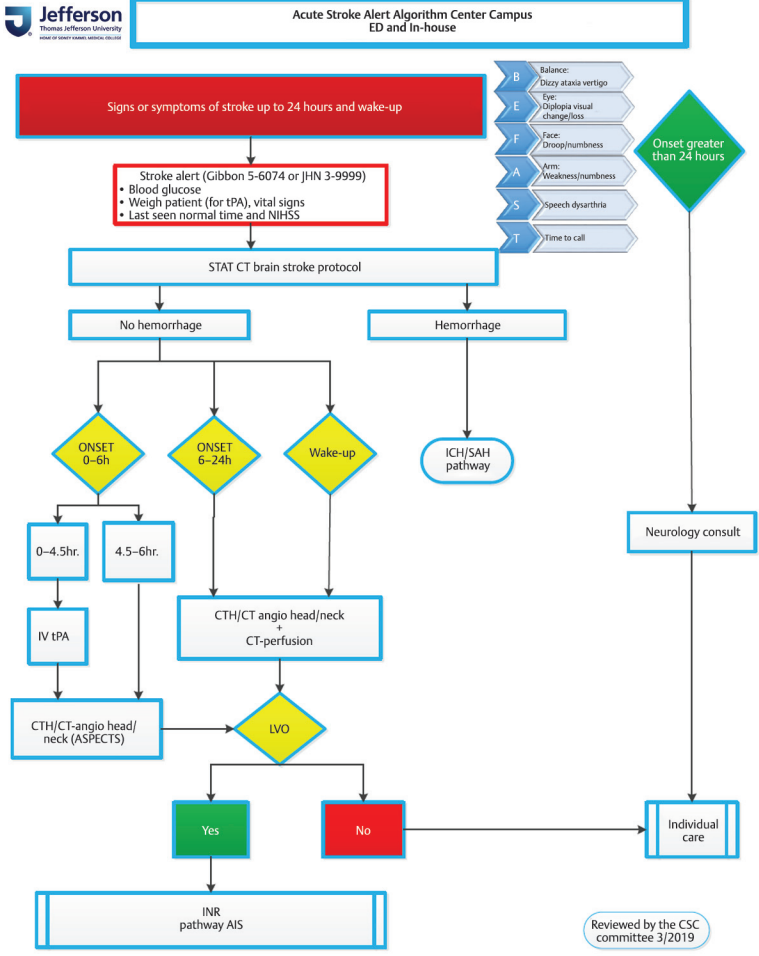 Jefferson
Thomas Jefferson University
HOME OF SIDNEY KIMMEL MEDICAL COLLEGE
Acute Stroke Alert Algorithm Center Campus
ED and In-house
Signs or symptoms of stroke up to 24 hours and wake-up
B
Balance:
Dizzy ataxia vertigo
E
Eye:
Diplopia visual
change/loss
F
Face:
Droop/numbness
A
Arm:
Weakness/numbness
S
Speech dysarthria
T
Time to call
Onset greater
than 24 hours
Stroke alert (Gibbon 5-6074 or JHN 3-9999)
• Blood glucose
• Weigh patient (for tPA), vital signs
• Last seen normal time and NIHSS
STAT CT brain stroke protocol
No hemorrhage
Hemorrhage
ONSET
0–6h
ONSET
6–24h
Wake-up
ICH/SAH
pathway
0–4.5hr.
4.5–6hr.
Neurology consult
IV tPA
CTH/CT angio head/neck
+
CT-perfusion
CTH/CT-angio head/
neck (ASPECTS)
LVO
Yes
No
Individual
care
INR
pathway AIS
Reviewed by the CSC
committee 3/2019